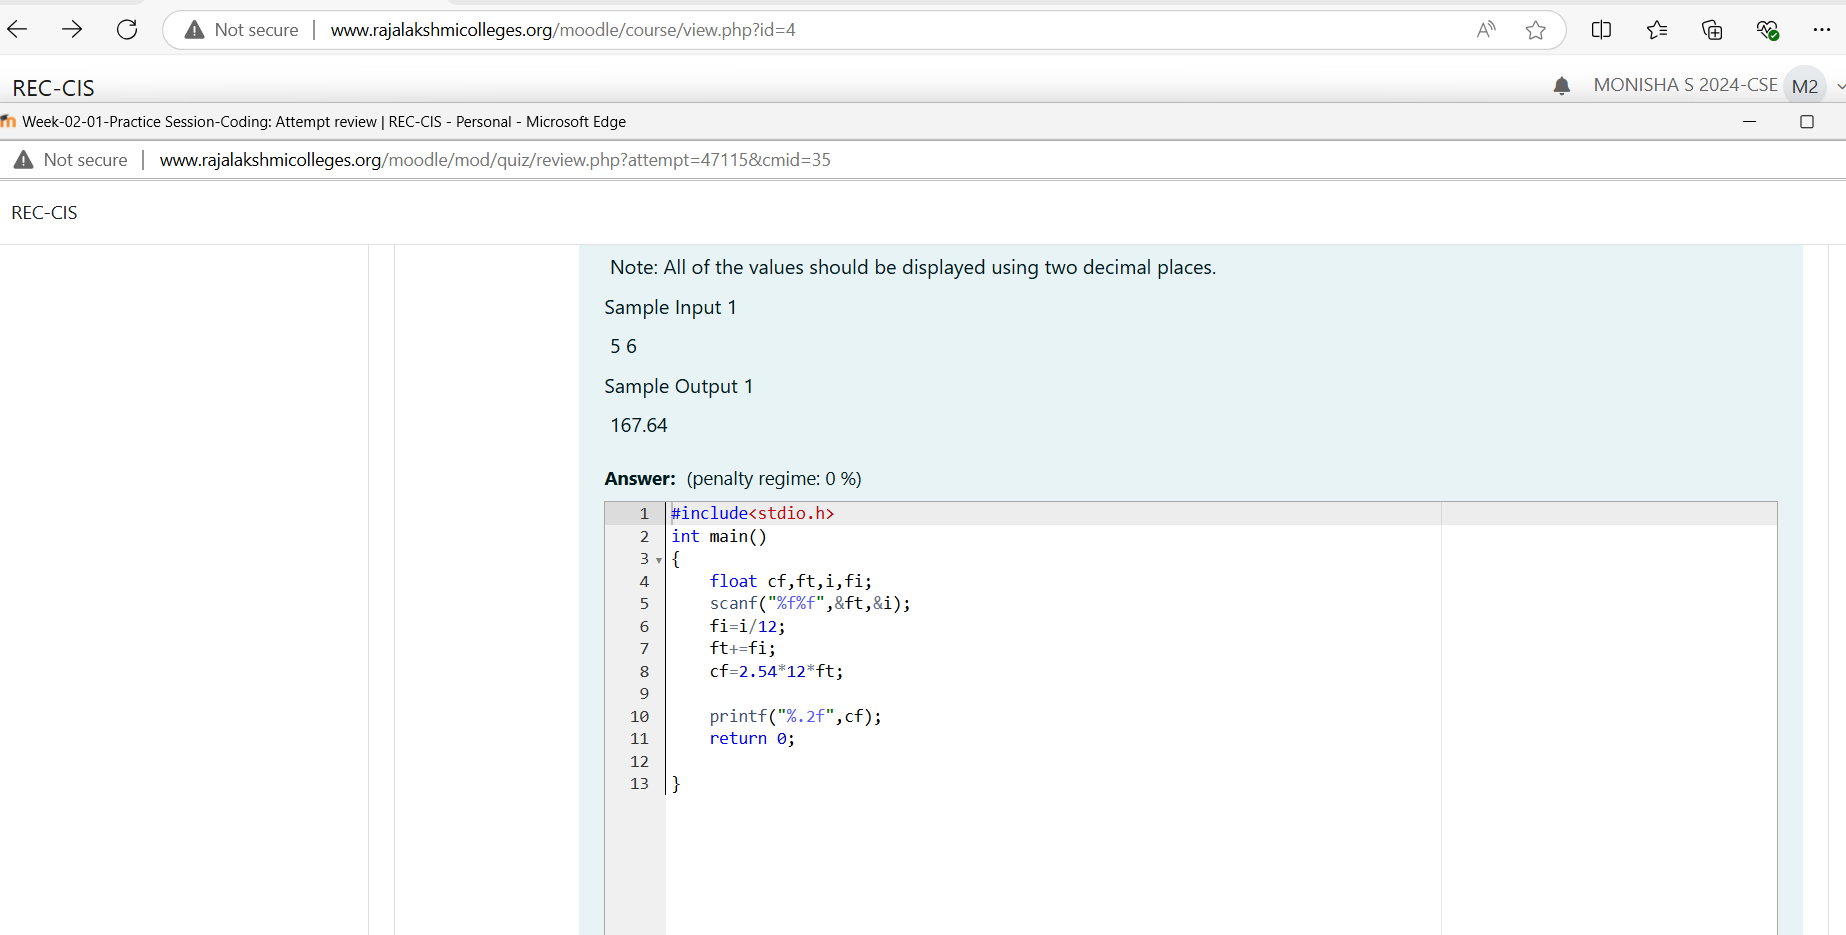 Not secure | www.rajalakshmicolleges.org/moodle/course/view.php?id=4
REC-CIS
MONISHA S 2024-CSE M2
Week-02-01-Practice Session-Coding: Attempt review | REC-CIS - Personal - Microsoft Edge
Not secure | www.rajalakshmicolleges.org/moodle/mod/quiz/review.php?attempt=47115&cmid=35
REC-CIS
Note: All of the values should be displayed using two decimal places.
Sample Input 1
5 6
Sample Output 1
167.64
Answer: (penalty regime: 0 %)
1 #include<stdio.h>
2 int main()
3 {
4 float cf,ft,i,fi;
5 scanf("%f%f",&ft,&i);
6 fi=i/12;
7 ft+=fi;
8 cf=2.54*12*ft;
9
10 printf("%.2f",cf);
11 return 0;
12
13 }